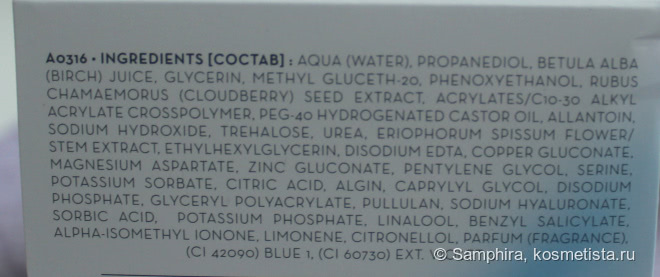 A0316 • INGREDIENTS [СОСТАВ] : AQUA (WATER), PROPANEDIOL, BETULA ALBA
(BIRCH) JUICE, GLYCERIN, METHYL GLUCETH-20, PHENOXYETHANOL, RUBUS
CHAMAEMORUS (CLOUDBERRY) SEED EXTRACT, ACRYLATES/C10-30 ALKYL
ACRYLATE CROSSPOLYMER, PEG-40 HYDROGENATED CASTOR OIL, ALLANTOIN,
SODIUM HYDROXIDE, TREHALOSE, UREA, ERIOPHORUM SPISSUM FLOWER/
STEM EXTRACT, ETHYLHEXYLGLYCERIN, DISODIUM EDTA, COPPER GLUCONATE,
MAGNESIUM ASPARTATE, ZINC GLUCONATE, PENTYLENE GLYCOL, SERINE,
POTASSIUM SORBATE, CITRIC ACID, ALGIN, CAPRYLYL GLYCOL, DISODIUM
PHOSPHATE, GLYCERYL POLYACRYLATE, PULLULAN, SODIUM HYALURONATE,
SORBIC ACID, POTASSIUM PHOSPHATE, LINALOOL, BENZYL SALICYLATE,
ALPHA-ISOMETHYL IONONE, LIMONENE, CITRONELLOL, PARFUM (FRAGRANCE),
(CI 42090) BLUE 1, (CI 60730) EXT. V
© Samphira, kosmetista.ru